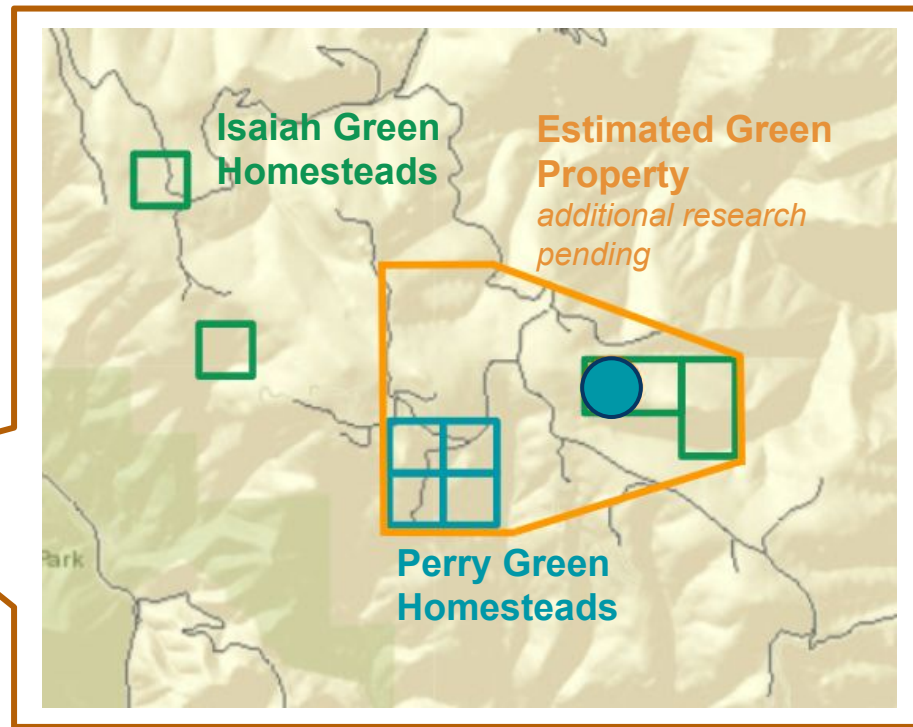 Isaiah Green
Homesteads
Estimated Green
Property
additional research
pending
Perry Green
Homesteads
Park